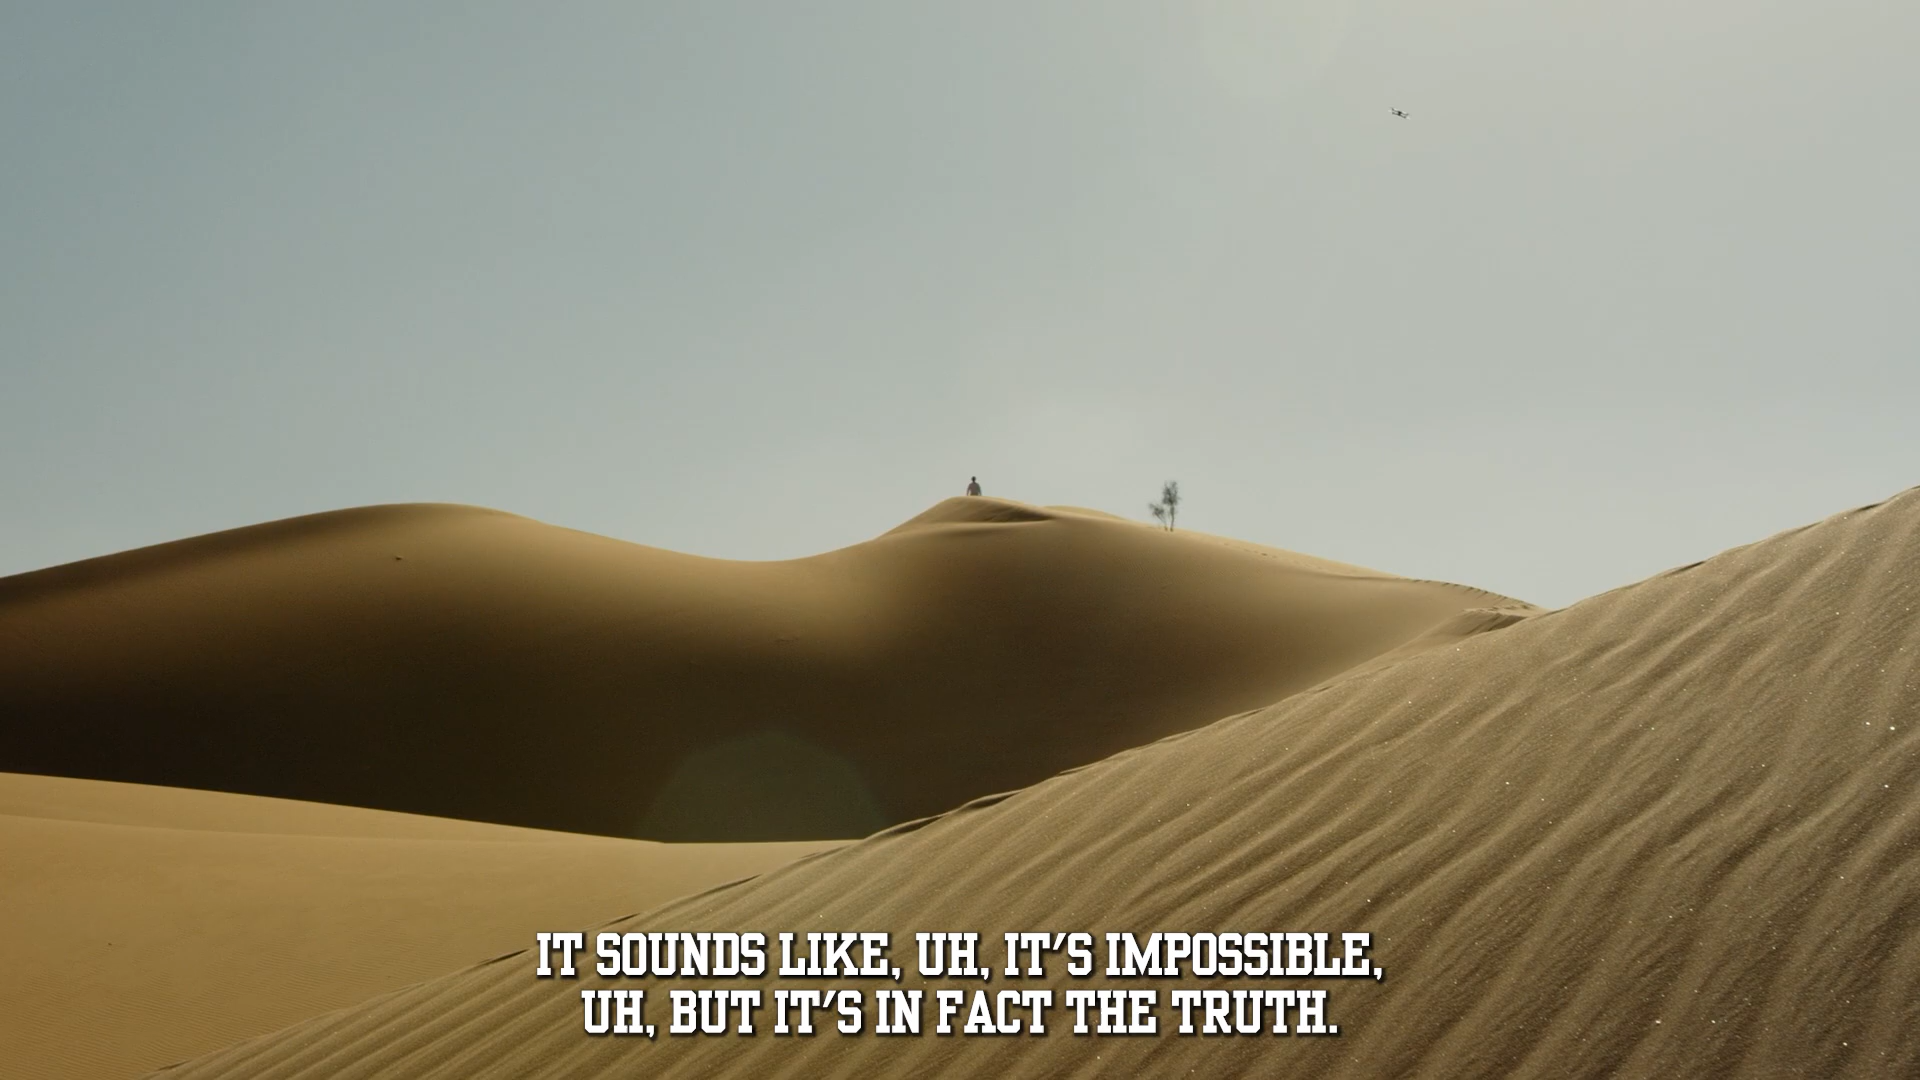 IT SOUNDS LIKE, UH, IT'S IMPOSSIBLE,
UH, BUT IT'S IN FACT THE TRUTH.